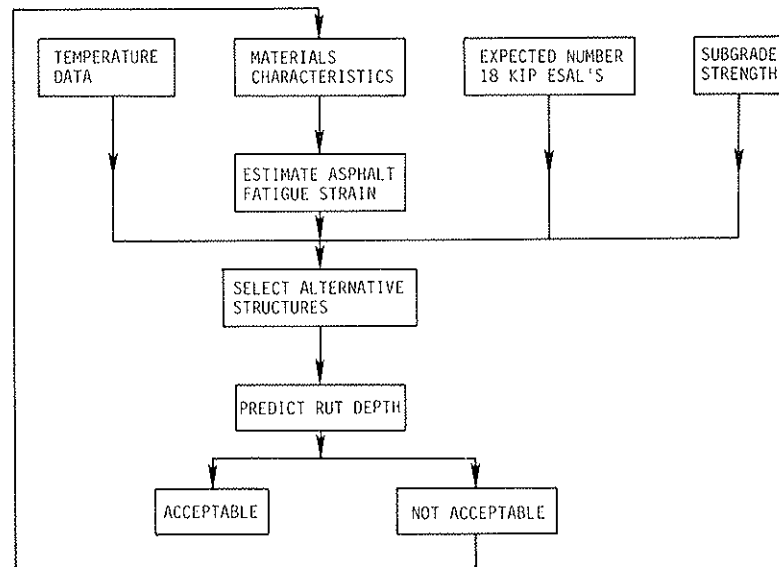 TEMPERATURE
DATA
MATERIALS
CHARACTERISTICS
EXPECTED NUMBER
18 KIP ESAL'S
SUBGRADE
STRENGTH
ESTIMATE ASPHALT
FATIGUE STRAIN
SELECT ALTERNATIVE
STRUCTURES
PREDICT RUT DEPTH
ACCEPTABLE
NOT ACCEPTABLE